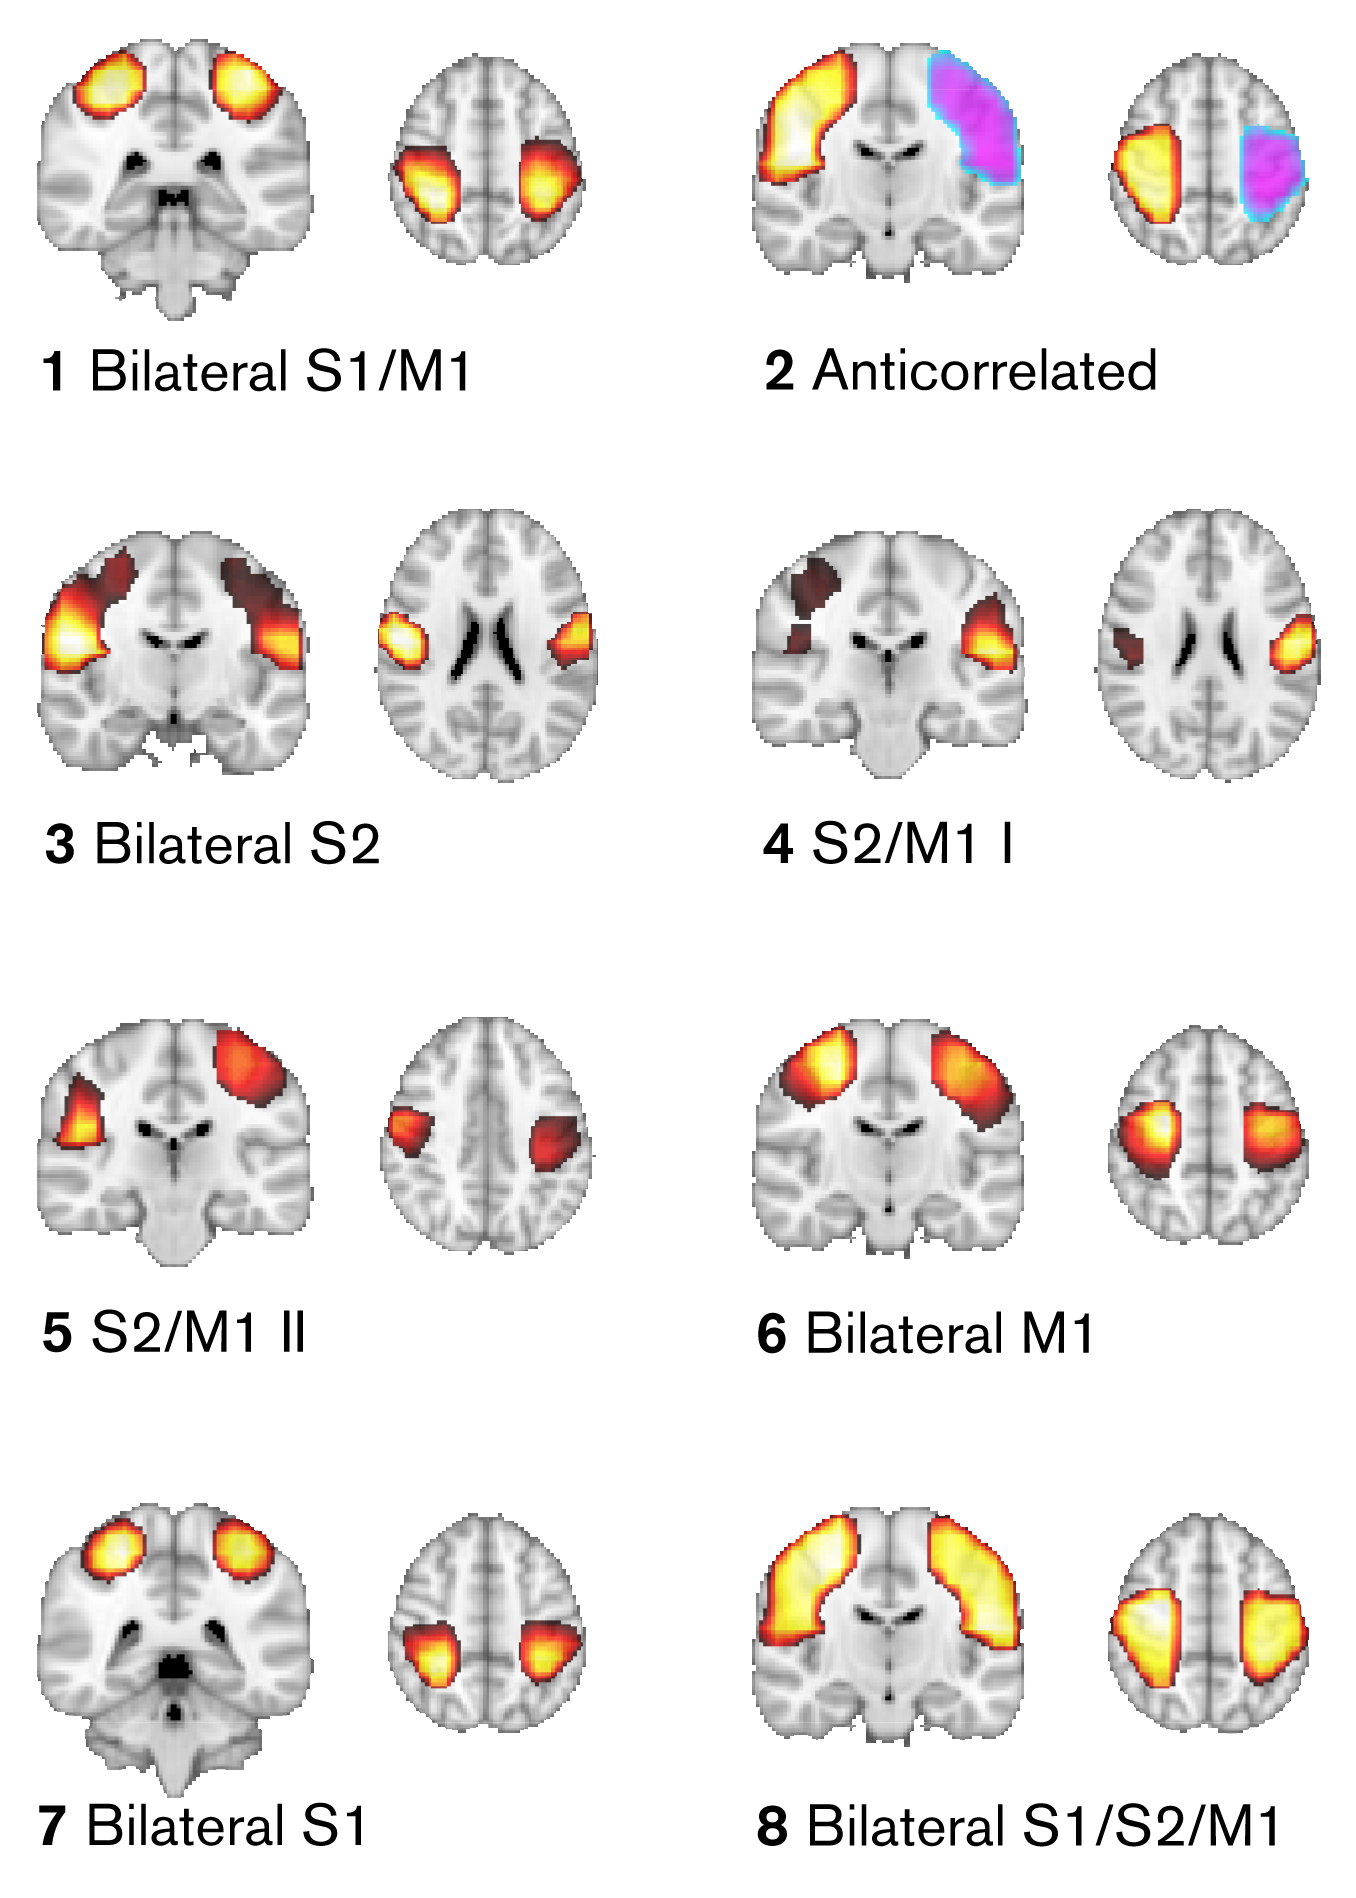 1 Bilateral S1/M1
2 Anticorrelated
3 Bilateral S2
4 S2/M1 I
5 S2/M1 II
6 Bilateral M1
7 Bilateral S1
8 Bilateral S1/S2/M1